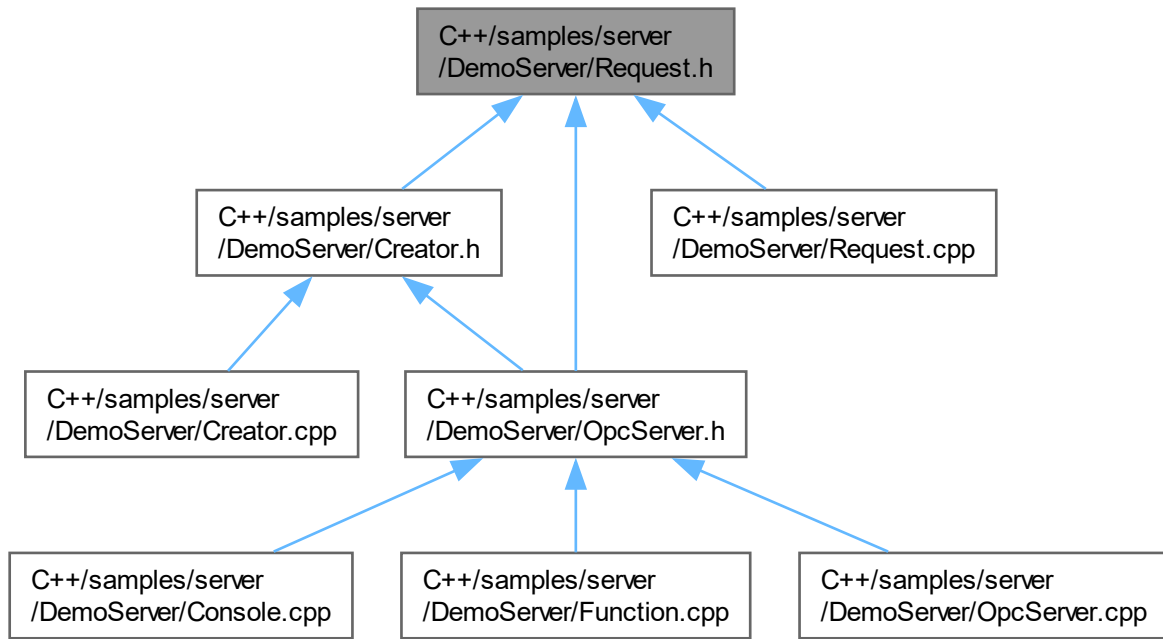 C++/samples/server
/DemoServer/Request.h
C++/samples/server
/DemoServer/Creator.h
C++/samples/server
/DemoServer/Request.cpp
C++/samples/server
/DemoServer/Creator.cpp
C++/samples/server
/DemoServer/OpcServer.h
C++/samples/server
/DemoServer/Console.cpp
C++/samples/server
/DemoServer/Function.cpp
C++/samples/server
/DemoServer/OpcServer.cpp